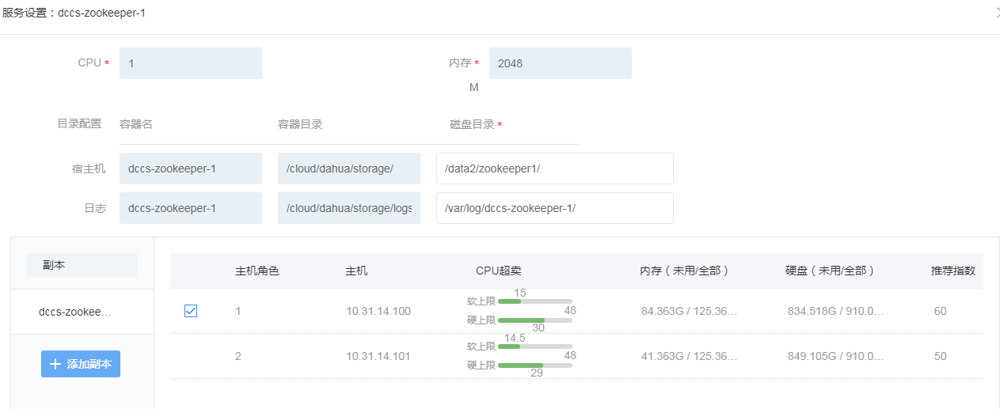 服务设置：dccs-zookeeper-1
CPU * 1 内存 * 2048
M
目录配置 容器名 容器目录 磁盘目录 *
宿主机 dccs-zookeeper-1 /cloud/dahua/storage/ /data2/zookeeper1/
日志 dccs-zookeeper-1 /cloud/dahua/storage/logs /var/log/dccs-zookeeper-1/
副本
dccs-zookee...
添加副本
主机角色 主机 CPU超卖 内存（未用/全部） 硬盘（未用/全部） 推荐指数
1 10.31.14.100 软上限 15 48 硬上限 30 84.363G / 125.36... 834.518G / 910.0... 60
2 10.31.14.101 软上限 14.5 48 硬上限 29 41.363G / 125.36... 849.105G / 910.0... 50